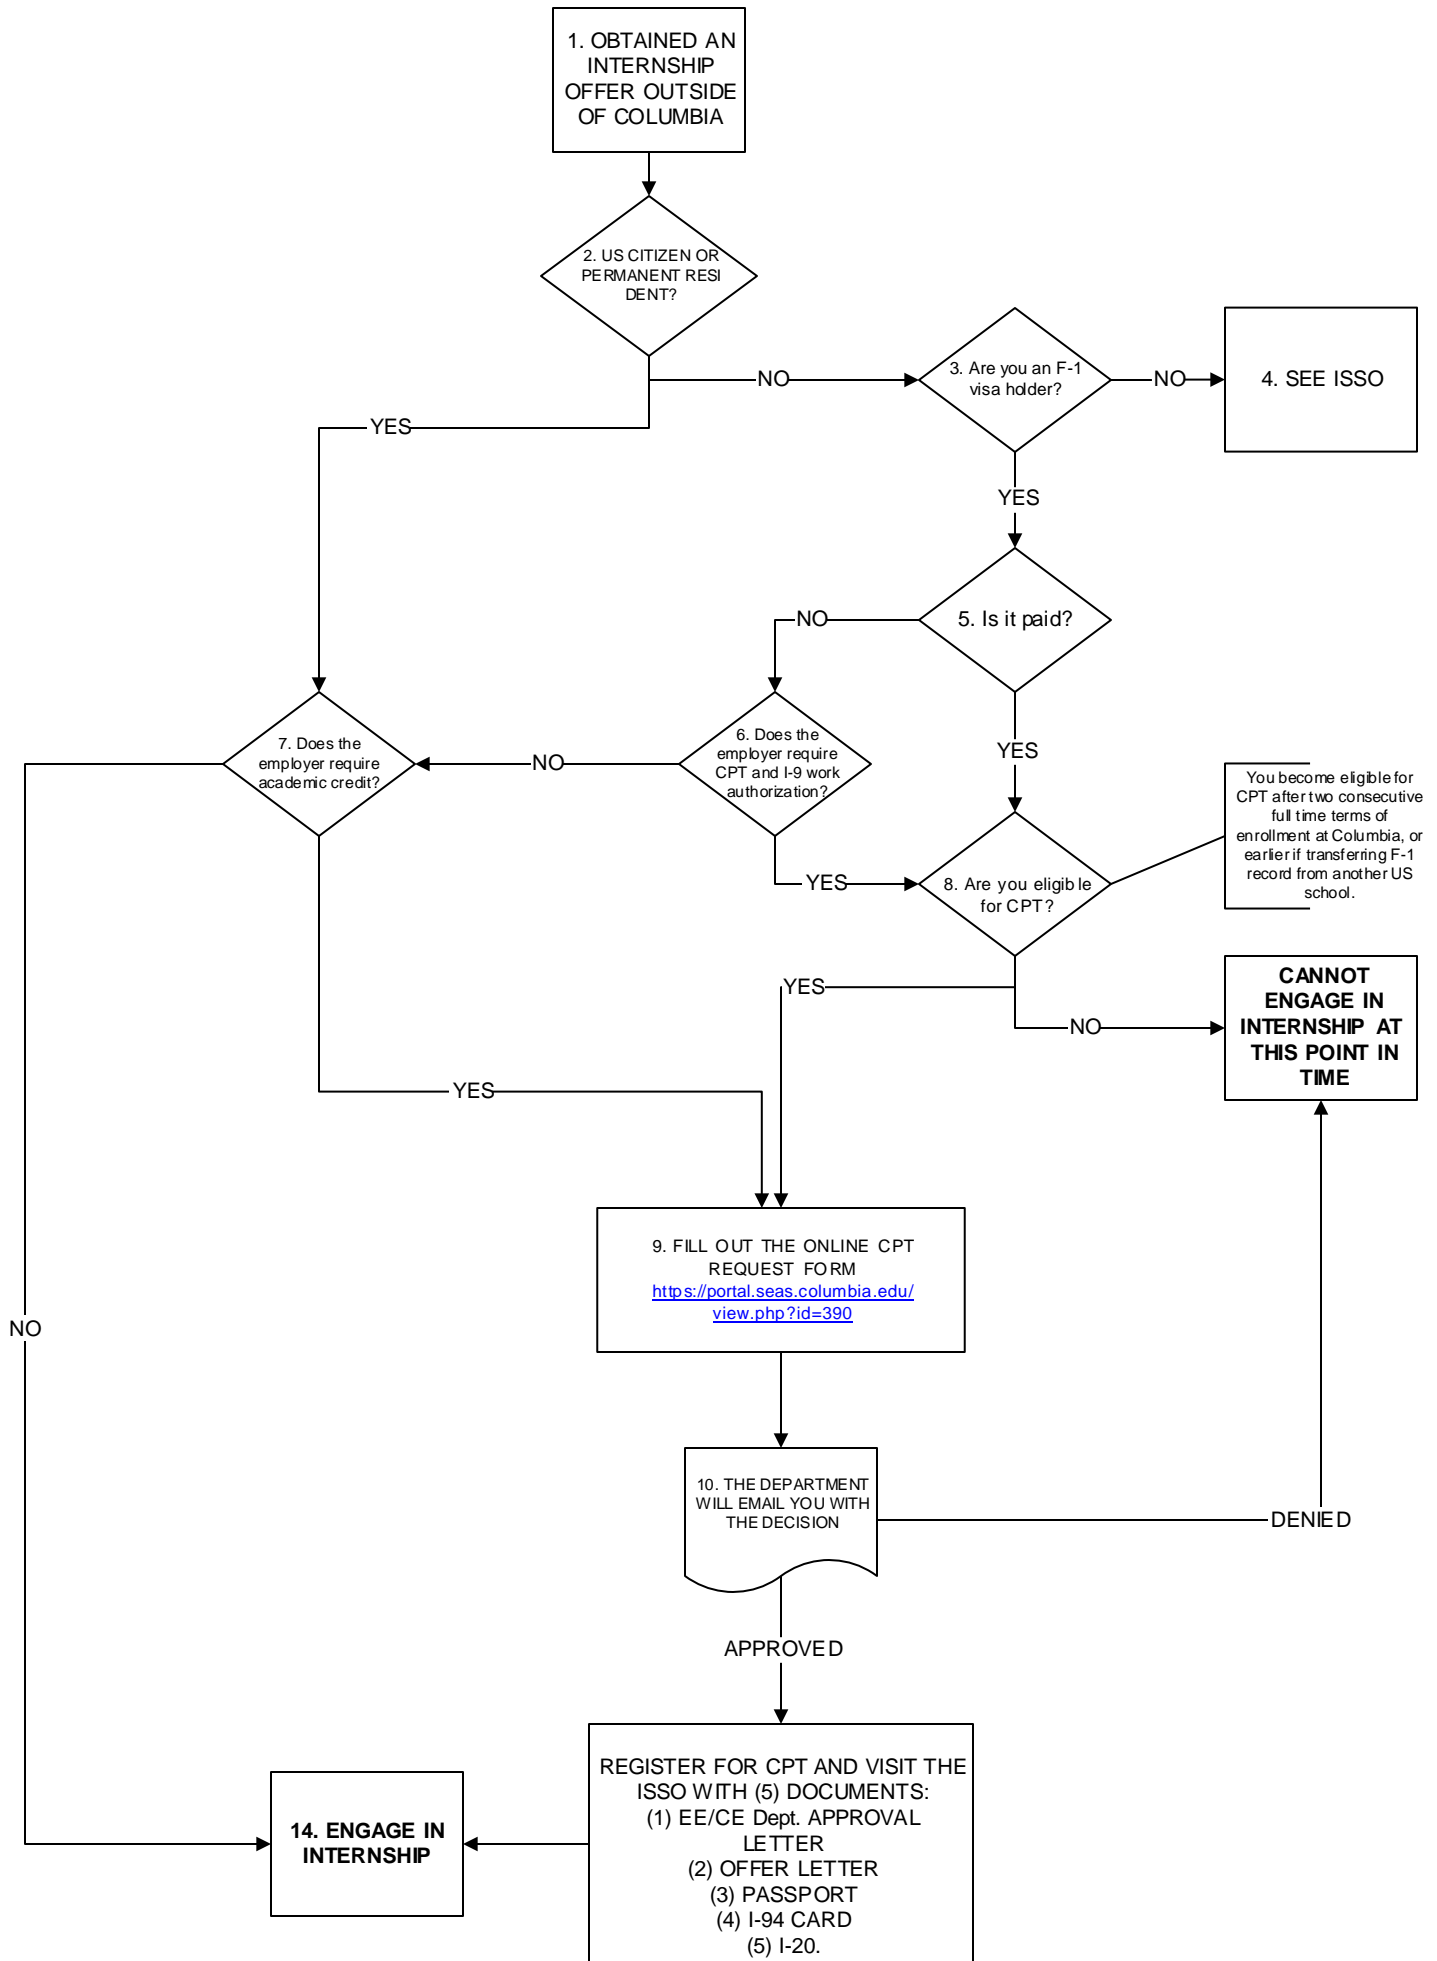 1. OBTAINED AN
INTERNSHIP
OFFER OUTSIDE
OF COLUMBIA
2. US CITIZEN OR
PERMANENT RESI
DENT?
NO
3. Are you an F-1
visa holder?
NO
4. SEE ISSO
YES
YES
5. Is it paid?
NO
7. Does the
employer require
academic credit?
NO
6. Does the
employer require
CPT and I-9 work
authorization?
YES
YES
8. Are you eligible
for CPT?
You become eligible for
CPT after two consecutive
full time terms of
enrollment at Columbia, or
earlier if transferring F-1
record from another US
school.
YES
NO
CANNOT
ENGAGE IN
INTERNSHIP AT
THIS POINT IN
TIME
YES
9. FILL OUT THE ONLINE CPT
REQUEST FORM
https://portal.seas.columbia.edu/
view.php?id=390
NO
10. THE DEPARTMENT
WILL EMAIL YOU WITH
THE DECISION
DENIED
APPROVED
14. ENGAGE IN
INTERNSHIP
REGISTER FOR CPT AND VISIT THE
ISSO WITH (5) DOCUMENTS:
(1) EE/CE Dept. APPROVAL
LETTER
(2) OFFER LETTER
(3) PASSPORT
(4) I-94 CARD
(5) I-20.